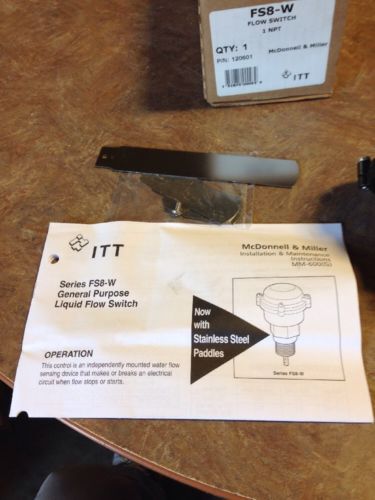 FS8-W
FLOW SWITCH
1 NPT
QTY: 1
McDonnell & Miller
P/N: 120601
ITT
ITT
McDonnell & Miller
Installation & Maintenance
Instructions
MM-600(G)
Series FS8-W
General Purpose
Liquid Flow Switch
Now
with
Stainless Steel
Paddles
OPERATION
This control is an independently mounted water flow
sensing device that makes or breaks an electrical
circuit when flow stops or starts.
Series FS8-W